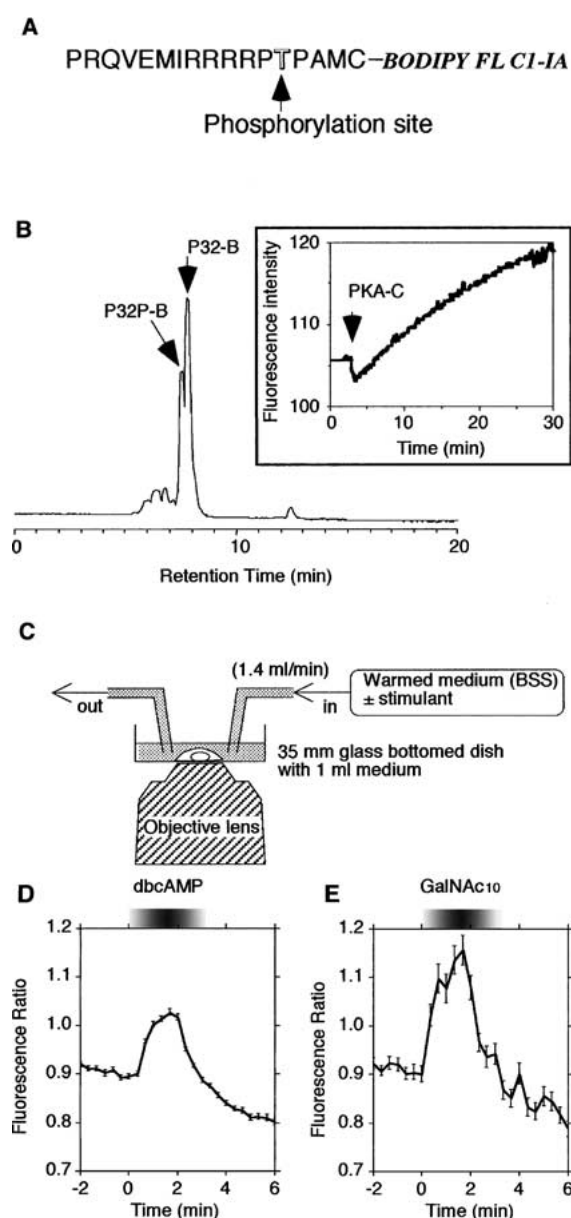 A
PRQVEMIRRRRPTPAMC–BODIPY FL C1-IA
Phosphorylation site
B
P32-B
P32P-B
0
10
20
Retention Time (min)
Fluorescence intensity
120
110
100
PKA-C
0
10
20
30
Time (min)
C
(1.4 ml/min)
out
in
Warmed medium (BSS)
± stimulant
35 mm glass bottomed dish
with 1 ml medium
Objective lens
D
dbcAMP
Fluorescence Ratio
1.2
1.1
1.0
0.9
0.8
0.7
-2
0
2
4
6
Time (min)
E
GalNAc10
Fluorescence Ratio
1.2
1.1
1.0
0.9
0.8
0.7
-2
0
2
4
6
Time (min)